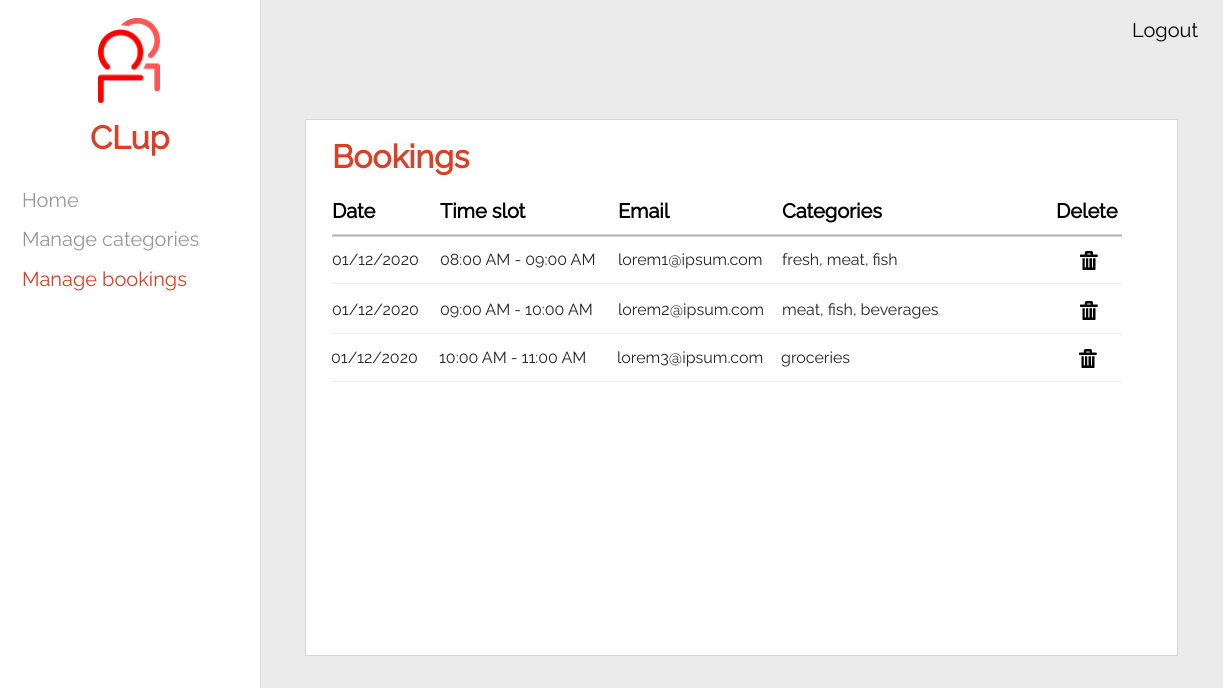 Logout
CLup
Home
Manage categories
Manage bookings
Bookings
Date Time slot Email Categories Delete
01/12/2020 08:00 AM - 09:00 AM lorem1@ipsum.com fresh, meat, fish
01/12/2020 09:00 AM - 10:00 AM lorem2@ipsum.com meat, fish, beverages
01/12/2020 10:00 AM - 11:00 AM lorem3@ipsum.com groceries